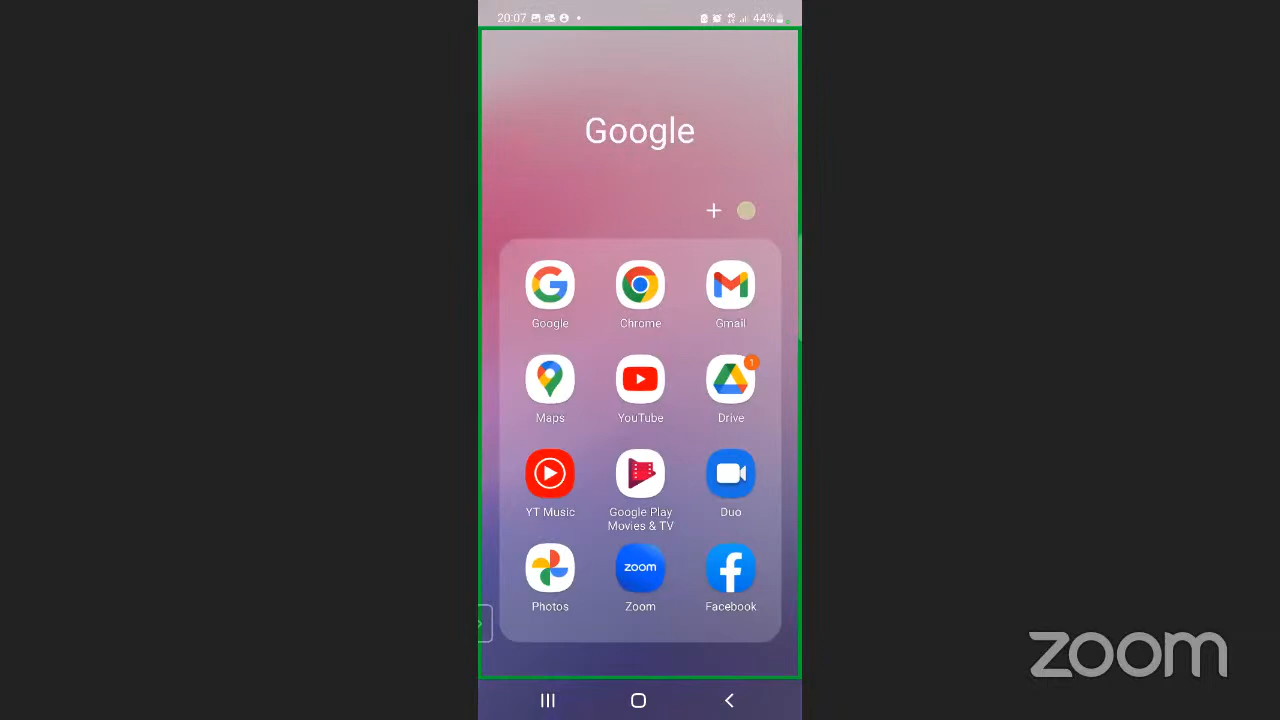 20:07
44%
Google
Google
Chrome
Gmail
Maps
YouTube
1
Drive
YT Music
Google Play
Movies & TV
Duo
zoom
Photos
Zoom
Facebook
zoom